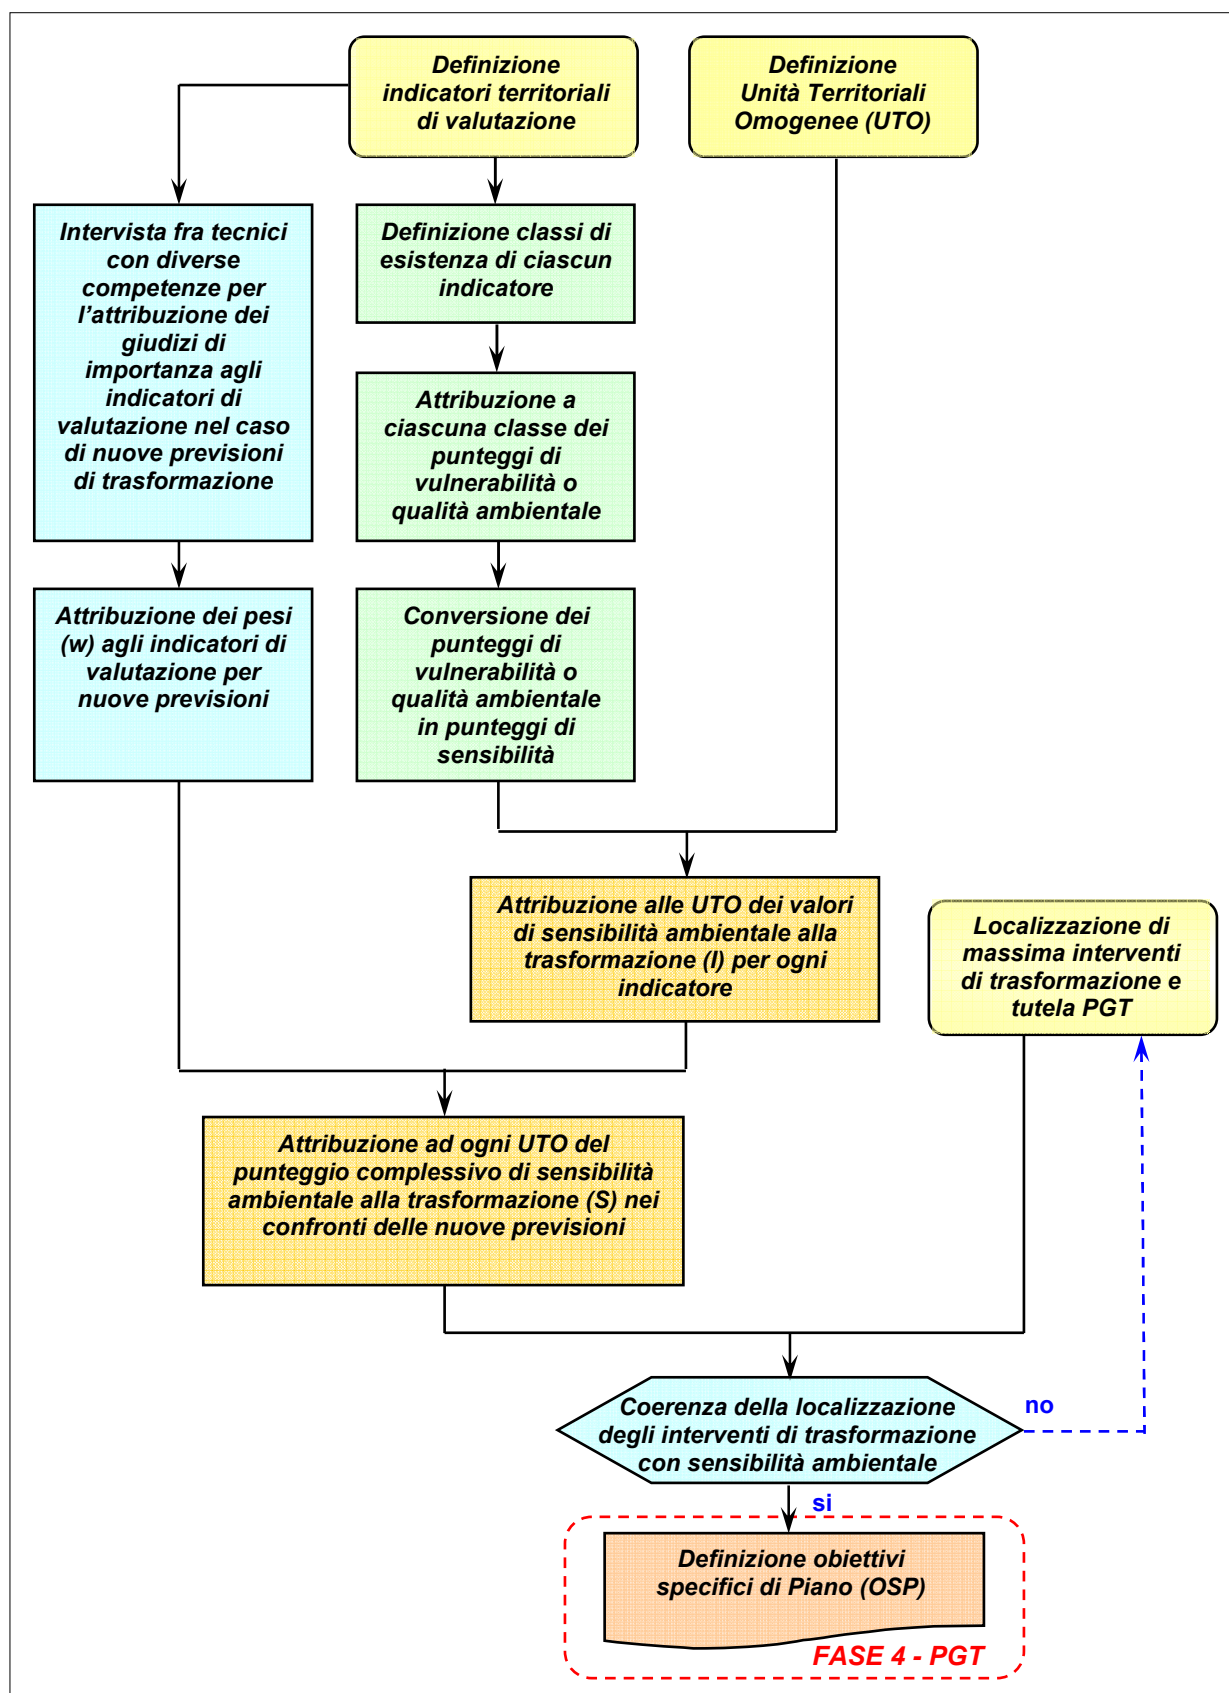 Definizione
indicatori territoriali
di valutazione
Definizione
Unità Territoriali
Omogenee (UTO)
Intervista fra tecnici
con diverse
competenze per
l’attribuzione dei
giudizi di
importanza agli
indicatori di
valutazione nel caso
di nuove previsioni
di trasformazione
Definizione classi di
esistenza di ciascun
indicatore
Attribuzione a
ciascuna classe dei
punteggi di
vulnerabilità o
qualità ambientale
Attribuzione dei pesi
(w) agli indicatori di
valutazione per
nuove previsioni
Conversione dei
punteggi di
vulnerabilità o
qualità ambientale
in punteggi di
sensibilità
Attribuzione alle UTO dei valori
di sensibilità ambientale alla
trasformazione (I) per ogni
indicatore
Localizzazione di
massima interventi
di trasformazione e
tutela PGT
Attribuzione ad ogni UTO del
punteggio complessivo di sensibilità
ambientale alla trasformazione (S) nei
confronti delle nuove previsioni
Coerenza della localizzazione
degli interventi di trasformazione
con sensibilità ambientale
no
si
Definizione obiettivi
specifici di Piano (OSP)
FASE 4 - PGT